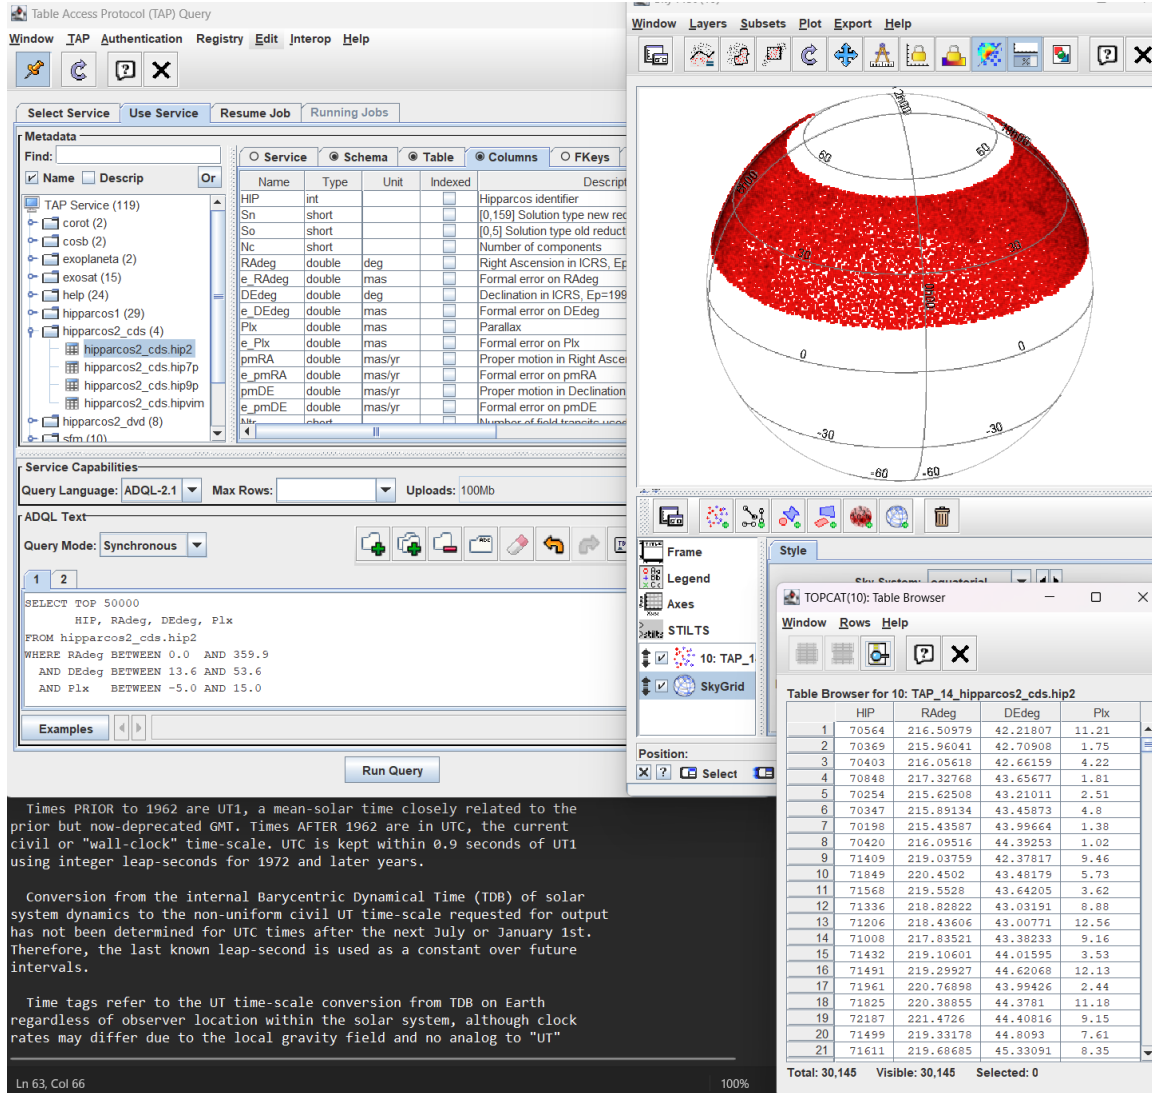 Table Access Protocol (TAP) Query
Window TAP Authentication Registry Edit Interop Help
Select Service Use Service Resume Job Running Jobs
Metadata
Find:
Name Descrip Or
TAP Service (119)
corot (2)
cosb (2)
exoplaneta (2)
exosat (15)
help (24)
hipparcos1 (29)
hipparcos2_cds (4)
hipparcos2_cds.hip2
hipparcos2_cds.hip7p
hipparcos2_cds.hip9p
hipparcos2_cds.hipvim
hipparcos2_dvd (8)
sfm (10)
Service Schema Table Columns FKeys
Name Type Unit Indexed Descript
HIP int Hipparcos identifier
Sn short [0,159] Solution type new rec
So short [0,5] Solution type old reduct
Nc short Number of components
RAdeg double deg Right Ascension in ICRS, Ep
e_RAdeg double mas Formal error on RAdeg
DEdeg double deg Declination in ICRS, Ep=199
e_DEdeg double mas Formal error on DEdeg
Plx double mas Parallax
e_Plx double mas Formal error on Plx
pmRA double mas/yr Proper motion in Right Asce
e_pmRA double mas/yr Formal error on pmRA
pmDE double mas/yr Proper motion in Declination
e_pmDE double mas/yr Formal error on pmDE
Ntr short Number of field transits used
Service Capabilities
Query Language: ADQL-2.1 Max Rows: Uploads: 100Mb
ADQL Text
Query Mode: Synchronous
1 2
SELECT TOP 50000
HIP, RAdeg, DEdeg, Plx
FROM hipparcos2_cds.hip2
WHERE RAdeg BETWEEN 0.0 AND 359.9
AND DEdeg BETWEEN 13.6 AND 53.6
AND Plx BETWEEN -5.0 AND 15.0
Examples
Run Query
Times PRIOR to 1962 are UT1, a mean-solar time closely related to the
prior but now-deprecated GMT. Times AFTER 1962 are in UTC, the current
civil or "wall-clock" time-scale. UTC is kept within 0.9 seconds of UT1
using integer leap-seconds for 1972 and later years.
Conversion from the internal Barycentric Dynamical Time (TDB) of solar
system dynamics to the non-uniform civil UT time-scale requested for output
has not been determined for UTC times after the next July or January 1st.
Therefore, the last known leap-second is used as a constant over future
intervals.
Time tags refer to the UT time-scale conversion from TDB on Earth
regardless of observer location within the solar system, although clock
rates may differ due to the local gravity field and no analog to "UT"
Ln 63, Col 66 100%
Window Layers Subsets Plot Export Help
60 60
30 30
0 0
-30 -30
-60 -60
Frame
Legend
Axes
STILTS
10: TAP_1
SkyGrid
Style
Sky System: equatorial
Position:
Select
TOPCAT(10): Table Browser
Window Rows Help
Table Browser for 10: TAP_14_hipparcos2_cds.hip2
HIP RAdeg DEdeg Plx
1 70564 216.50979 42.21807 11.21
2 70369 215.96041 42.70908 1.75
3 70403 216.05618 42.66159 4.22
4 70848 217.32768 43.65677 1.81
5 70254 215.62508 43.21011 2.51
6 70347 215.89134 43.45873 4.8
7 70198 215.43587 43.99664 1.38
8 70420 216.09516 44.39253 1.02
9 71409 219.03759 42.37817 9.46
10 71849 220.4502 43.48179 5.73
11 71568 219.5528 43.64205 3.62
12 71336 218.82822 43.03191 8.88
13 71206 218.43606 43.00771 12.56
14 71008 217.83521 43.38233 9.16
15 71432 219.10601 44.01595 3.53
16 71491 219.29927 44.62068 12.13
17 71961 220.76898 43.99426 2.44
18 71825 220.38855 44.3781 11.18
19 72187 221.4726 44.40816 9.15
20 71499 219.33178 44.8093 7.61
21 71611 219.68685 45.33091 8.35
Total: 30,145 Visible: 30,145 Selected: 0